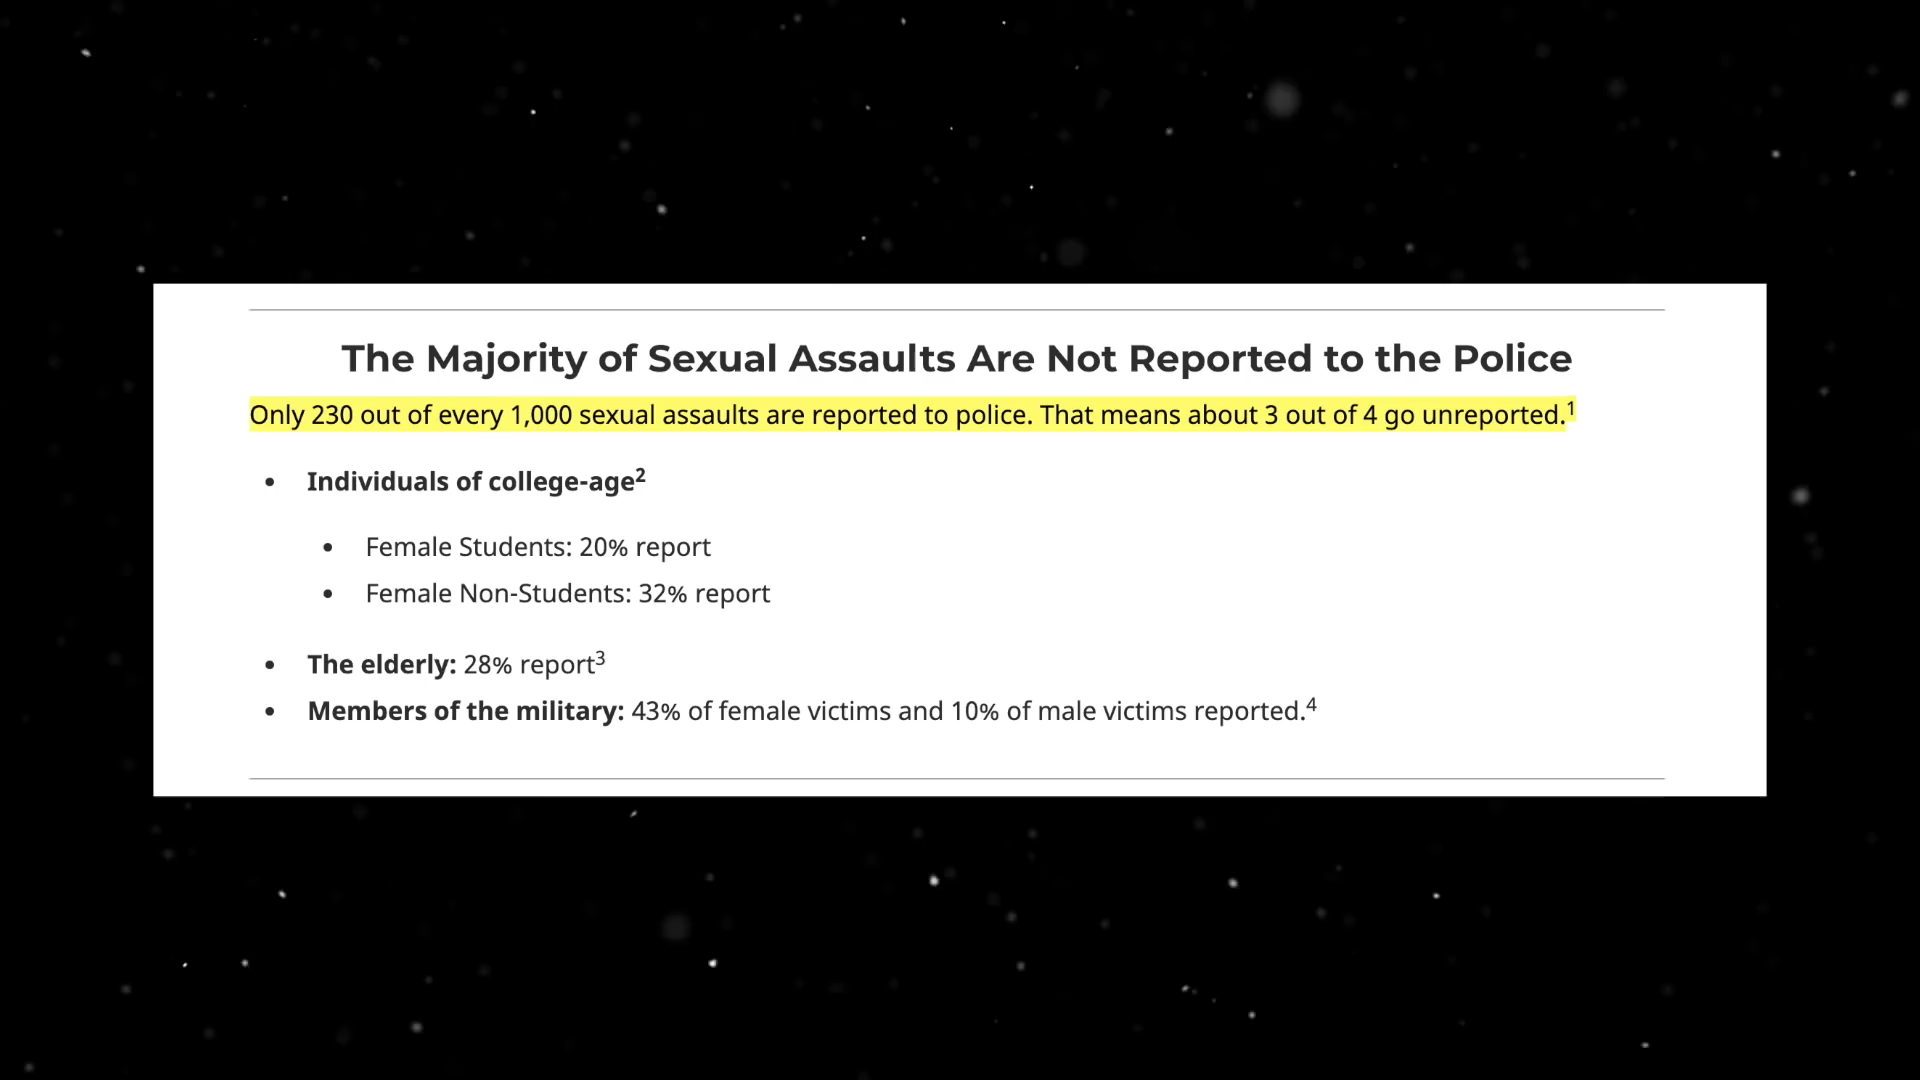 The Majority of Sexual Assaults Are Not Reported to the Police
Only 230 out of every 1,000 sexual assaults are reported to police. That means about 3 out of 4 go unreported.¹
• Individuals of college-age²
• Female Students: 20% report
• Female Non-Students: 32% report
• The elderly: 28% report³
• Members of the military: 43% of female victims and 10% of male victims reported.⁴